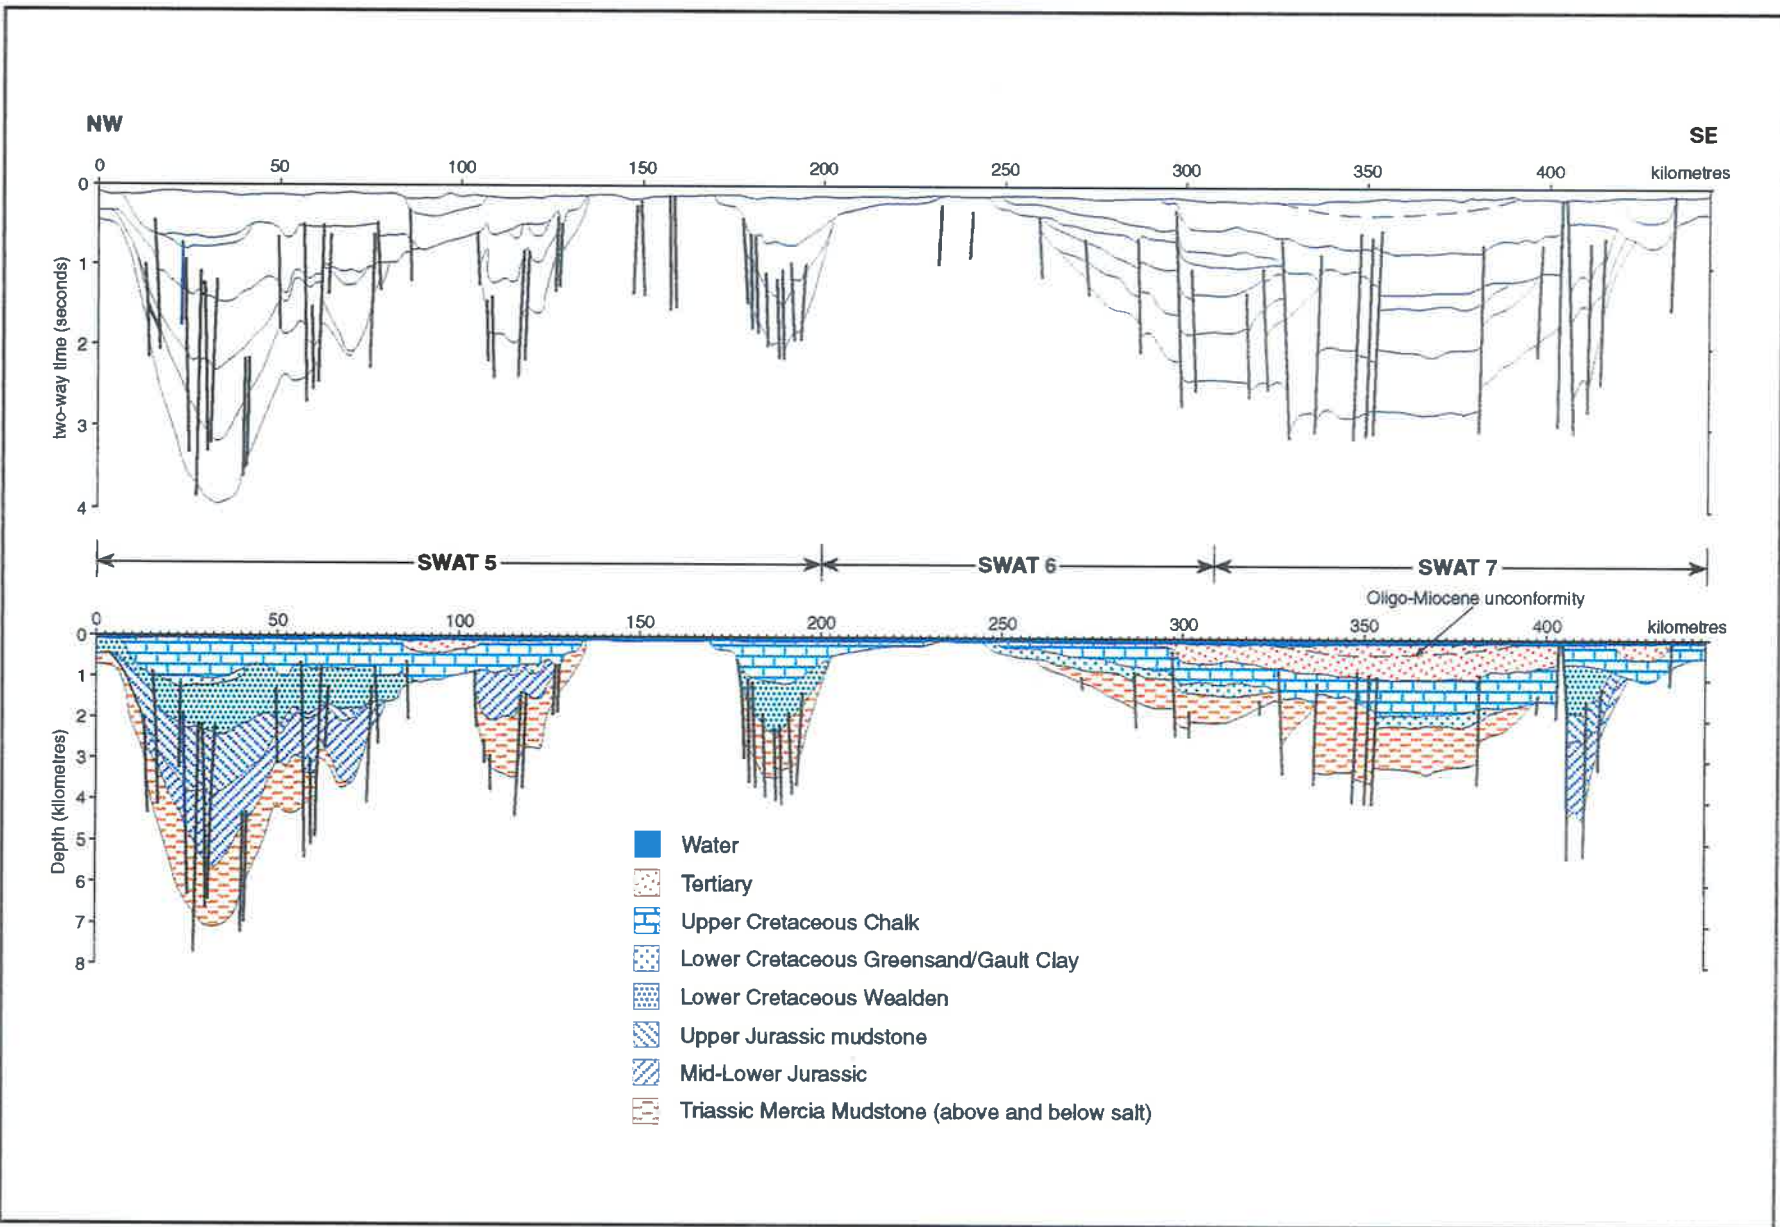 NW
SE
0 50 100 150 200 250 300 350 400 kilometres
0
1
2
3
4
two-way time (seconds)
SWAT 5 SWAT 6 SWAT 7
Oligo-Miocene unconformity
0 50 100 150 200 250 300 350 400 kilometres
0
1
2
3
4
5
6
7
8
Depth (kilometres)
Water
Tertiary
Upper Cretaceous Chalk
Lower Cretaceous Greensand/Gault Clay
Lower Cretaceous Wealden
Upper Jurassic mudstone
Mid-Lower Jurassic
Triassic Mercia Mudstone (above and below salt)